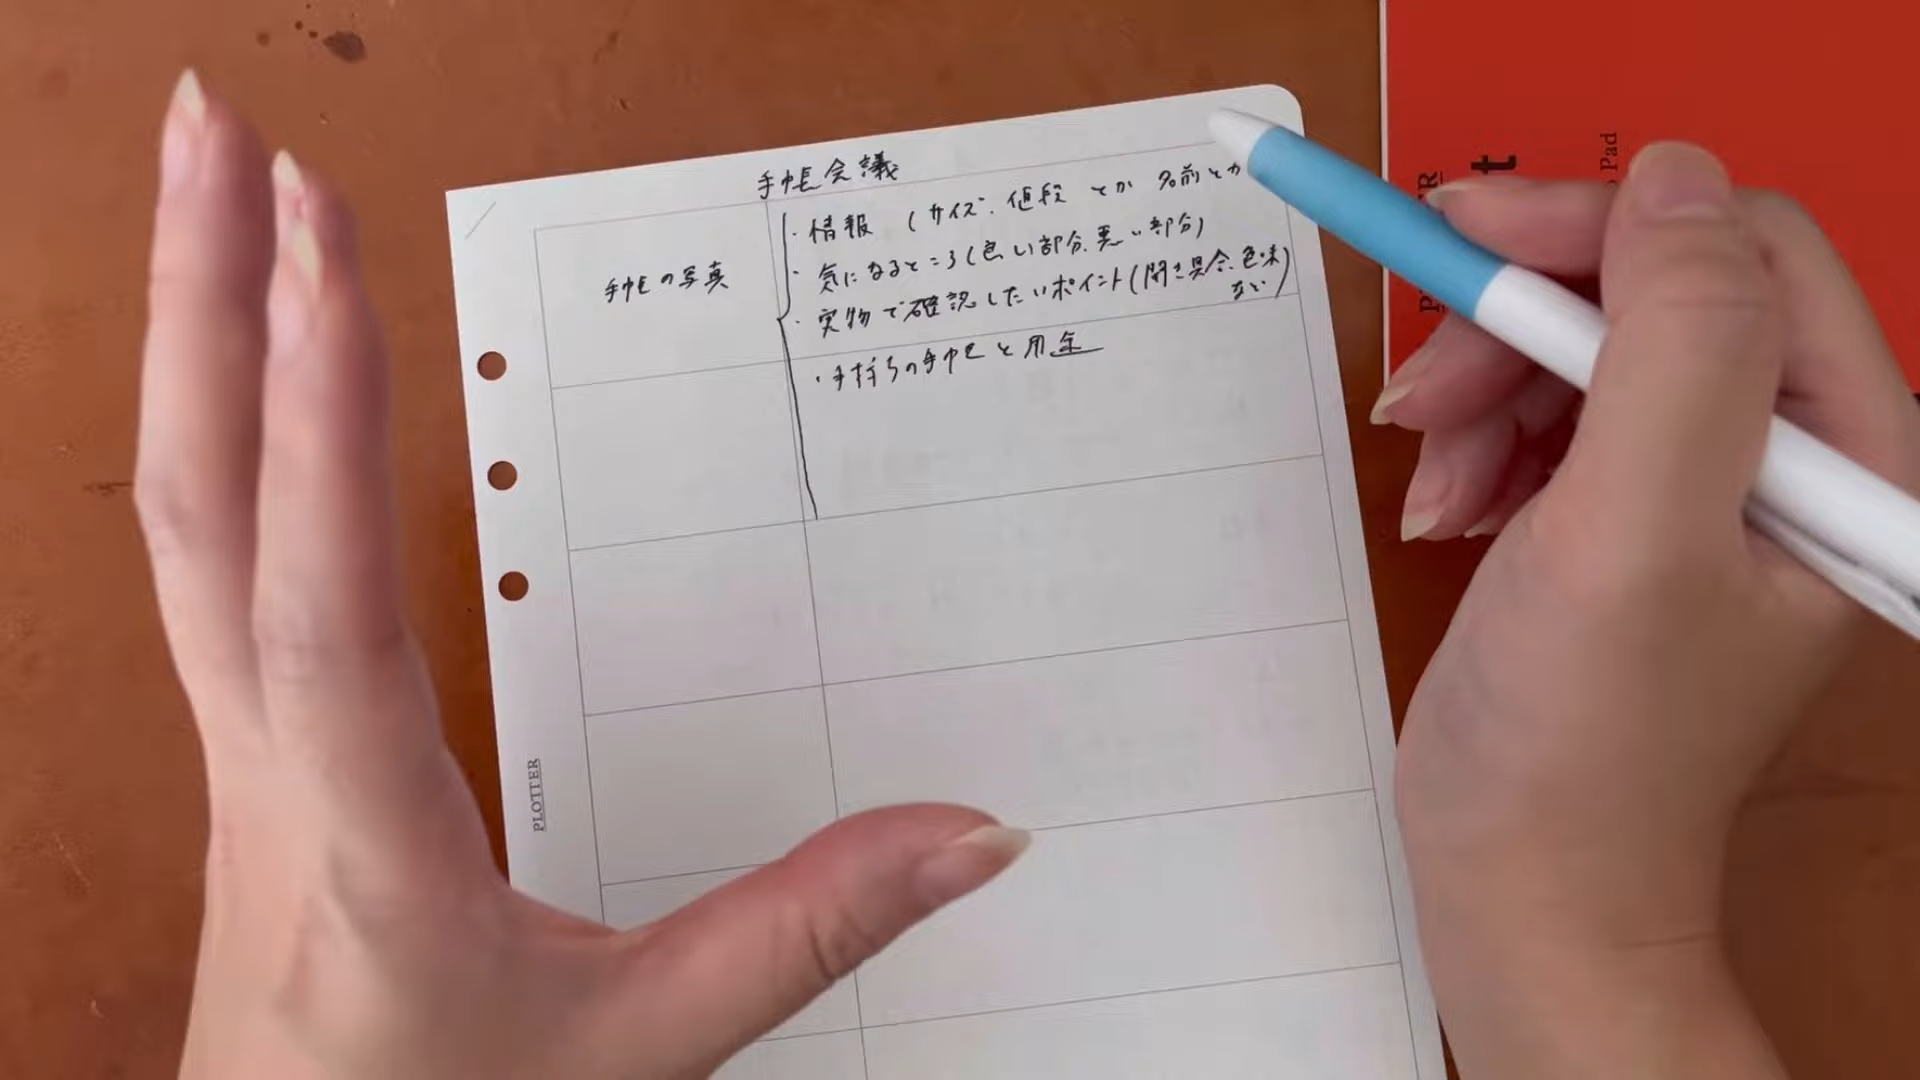 手帳会議
手帳の写真
・情報 (サイズ、値段 とか 名前とか
・気になるところ(良い部分、悪い部分)
・実物で確認したいポイント(開き具合、色味
など)
・手持ちの手帳と用途
PLOTTER
Pad